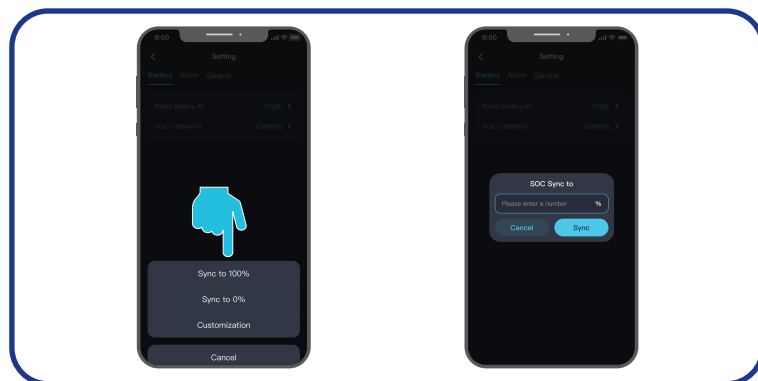 9:00
Setting
Battery Alarm General
Reset Battery Ah 200Ah
SOC Calibration Calibrate
Sync to 100%
Sync to 0%
Customization
Cancel
9:00
Setting
Battery Alarm General
Reset Battery Ah 200Ah
SOC Calibration Calibrate
SOC Sync to
Please enter a number %
Cancel Sync